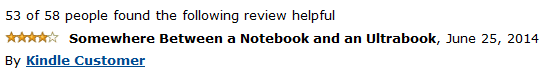 53 of 58 people found the following review helpful
Somewhere Between a Notebook and an Ultrabook, June 25, 2014
By Kindle Customer